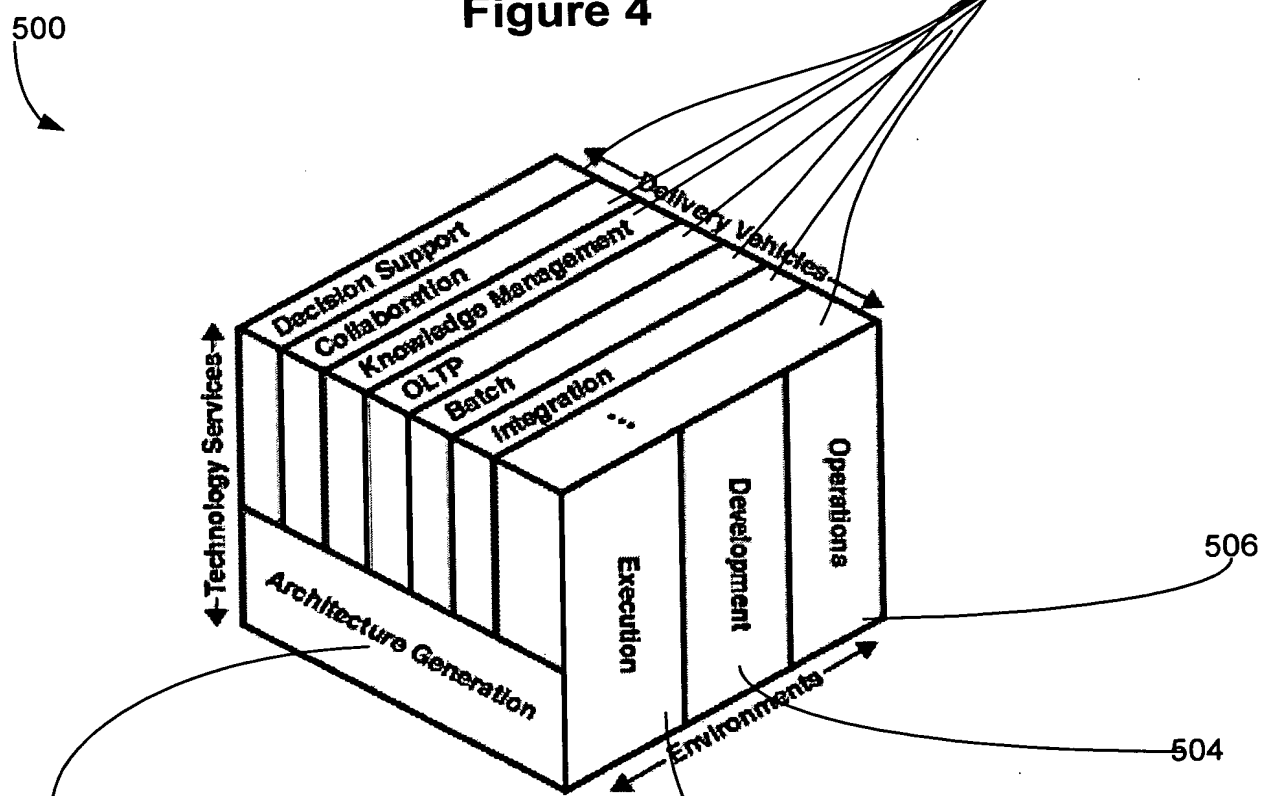 Figure 4
500
Delivery Vehicles
Decision Support
Collaboration
Knowledge Management
OLTP
Batch
Integration
...
Technology Services
Operations
Development
Execution
506
Architecture Generation
Environments
504